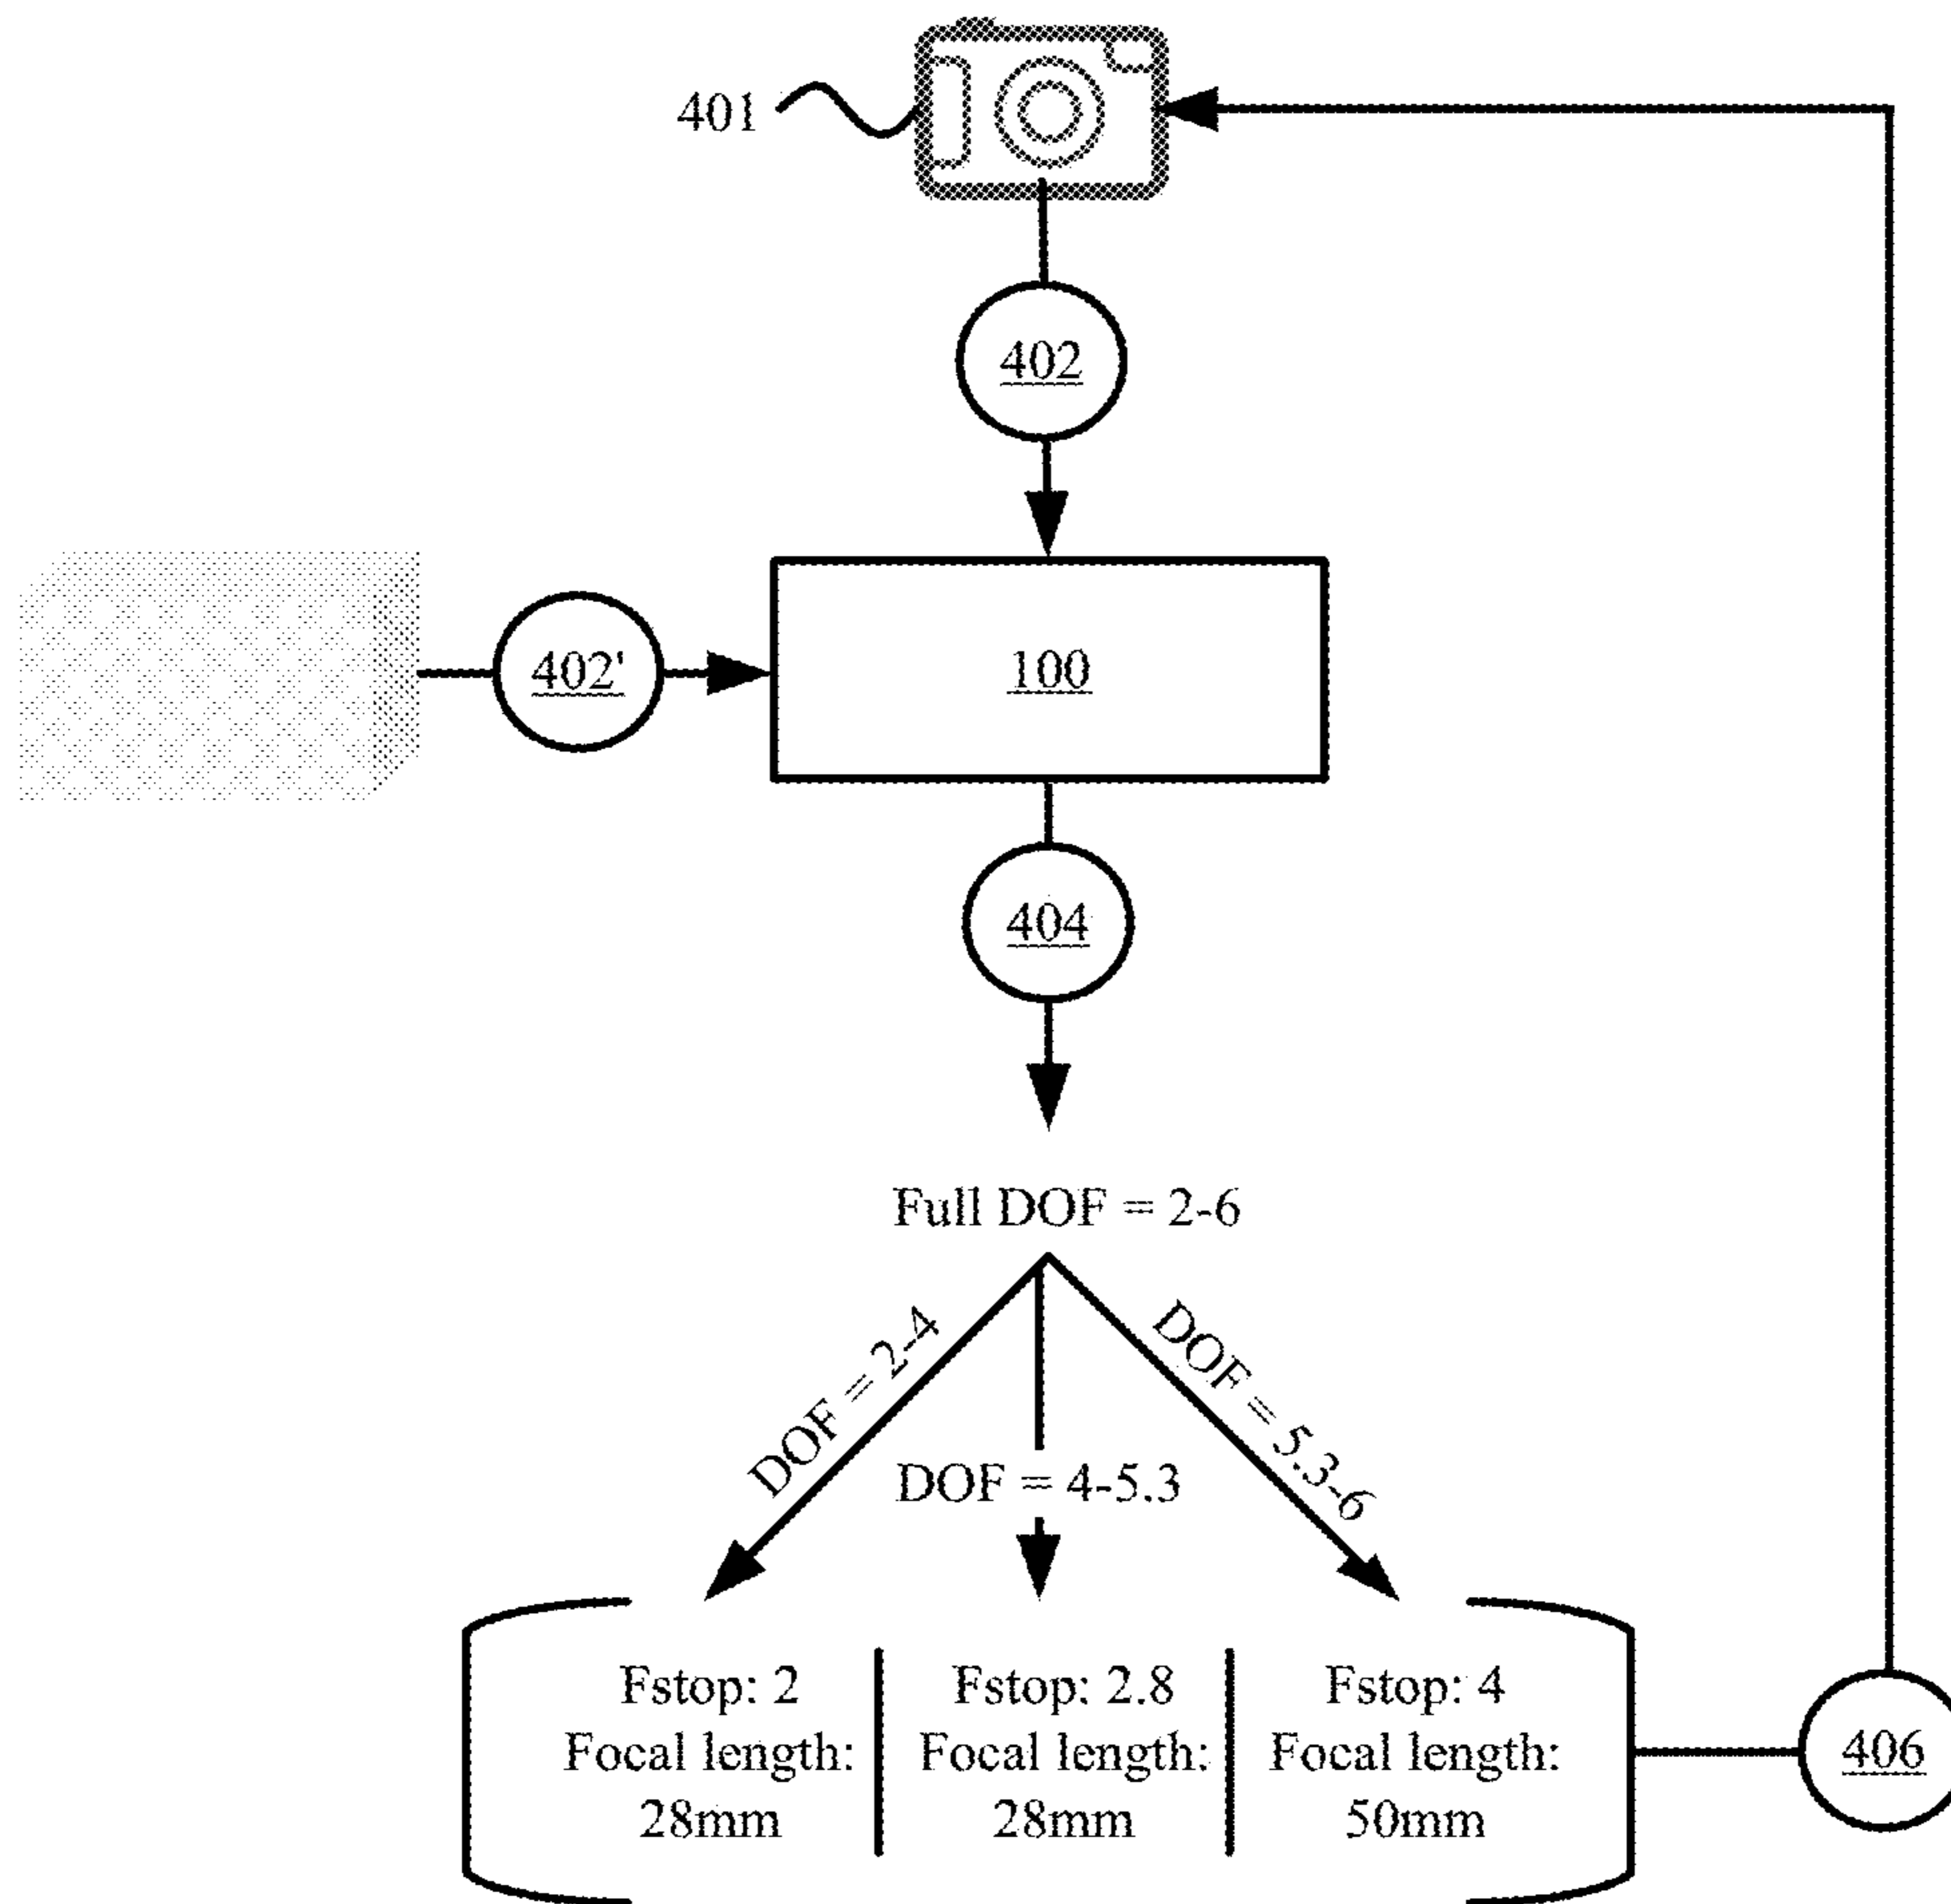 401
402
402'
100
404
Full DOF = 2-6
DOF = 2-4
DOF = 4-5.3
DOF = 5.3-6
Fstop: 2
Focal length:
28mm
Fstop: 2.8
Focal length:
28mm
Fstop: 4
Focal length:
50mm
406